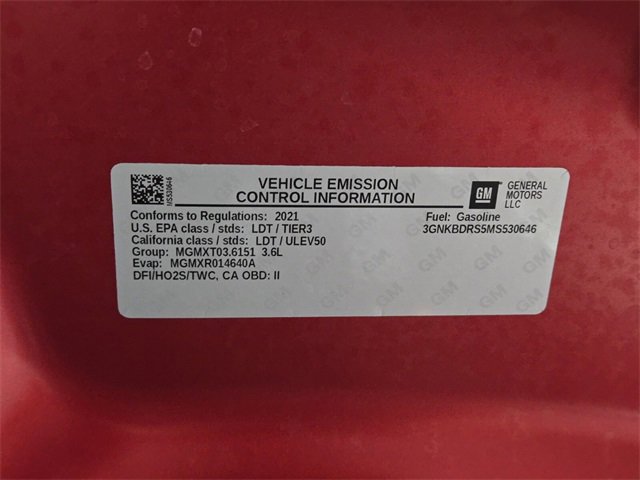 MS530646
VEHICLE EMISSION
CONTROL INFORMATION
GM
GENERAL
MOTORS
LLC
Conforms to Regulations: 2021
Fuel: Gasoline
U.S. EPA class / stds: LDT / TIER3
3GNKBDRS5MS530646
California class / stds: LDT / ULEV50
Group: MGMXT03.6151 3.6L
Evap: MGMXR014640A
DFI/HO2S/TWC, CA OBD: II